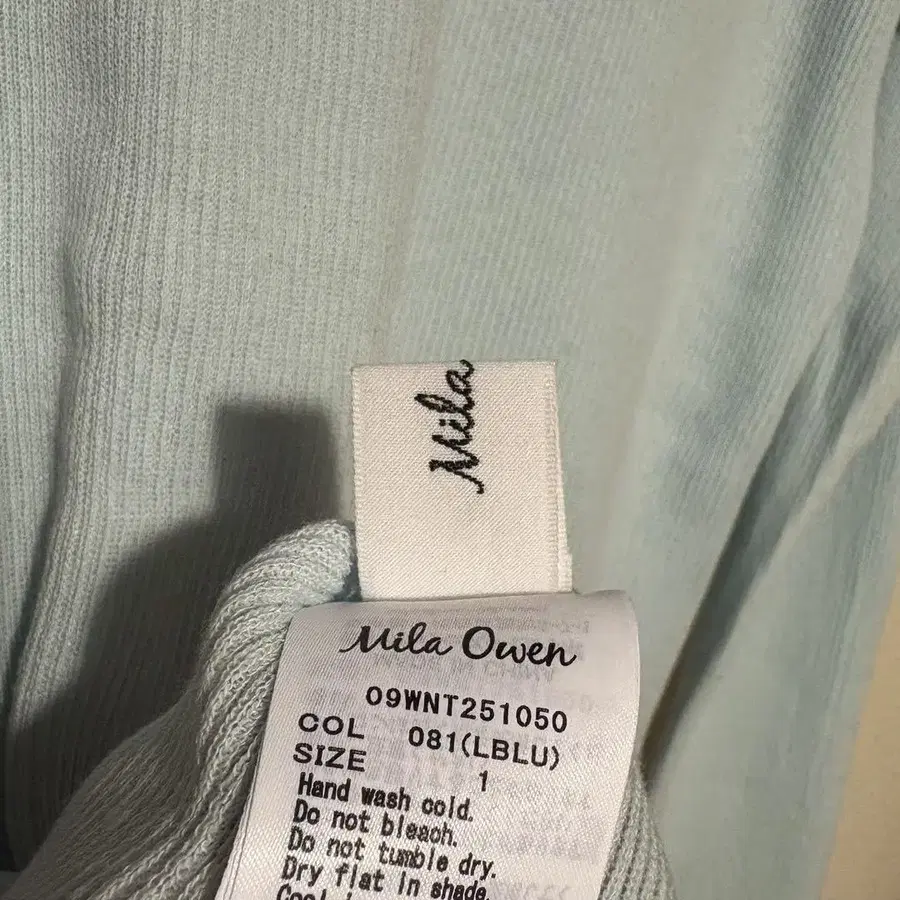 Mila
Mila Owen
09WNT251050
COL 081(LBLU)
SIZE 1
Hand wash cold.
Do not bleach.
Do not tumble dry.
Dry flat in shade.
Cool